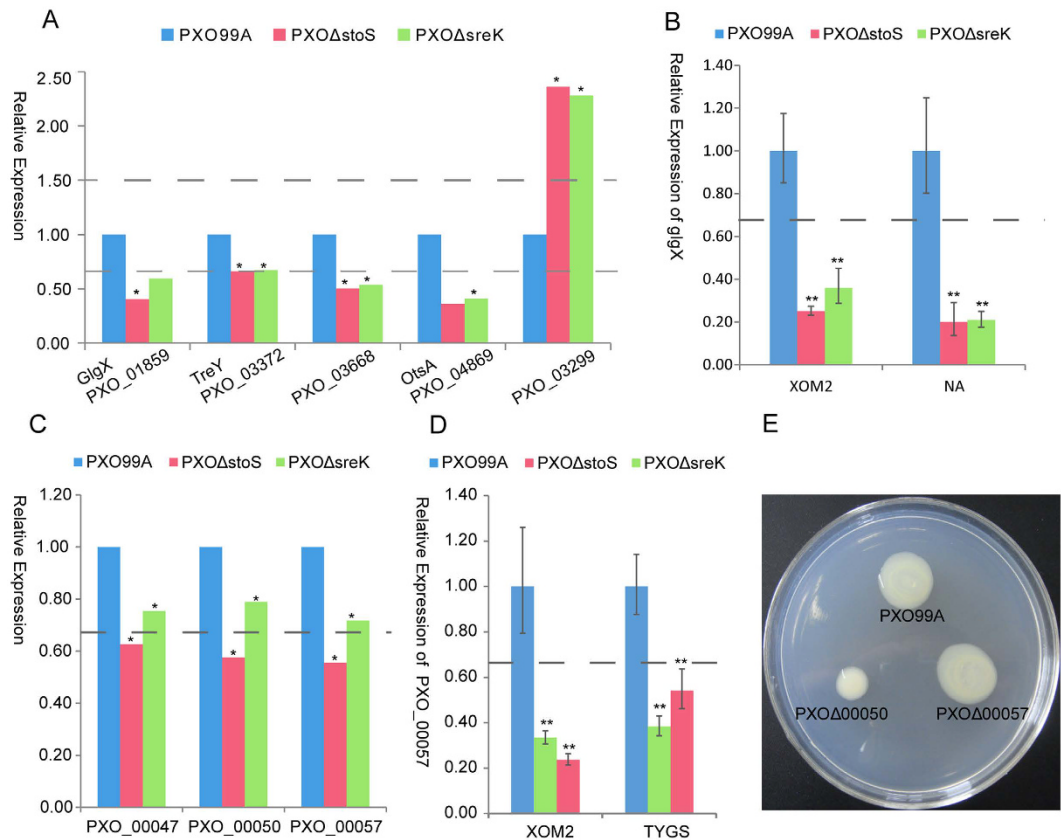 A
PXO99A PXOΔstoS PXOΔsreK
Relative Expression
2.50
2.00
1.50
1.00
0.50
0.00
* * * * * * * *
GlgX PXO_01859
TreY PXO_03372
PXO_03668
OtsA PXO_04869
PXO_03299
B
PXO99A PXOΔstoS PXOΔsreK
Relative Expression of glgX
1.40
1.20
1.00
0.80
0.60
0.40
0.20
0.00
** ** ** **
XOM2 NA
C
PXO99A PXOΔstoS PXOΔsreK
Relative Expression
1.20
1.00
0.80
0.60
0.40
0.20
0.00
* * * * * *
PXO_00047 PXO_00050 PXO_00057
D
PXO99A PXOΔstoS PXOΔsreK
Relative Expression of PXO_00057
1.40
1.20
1.00
0.80
0.60
0.40
0.20
0.00
** ** ** **
XOM2 TYGS
E
PXO99A
PXOΔ00050 PXOΔ00057